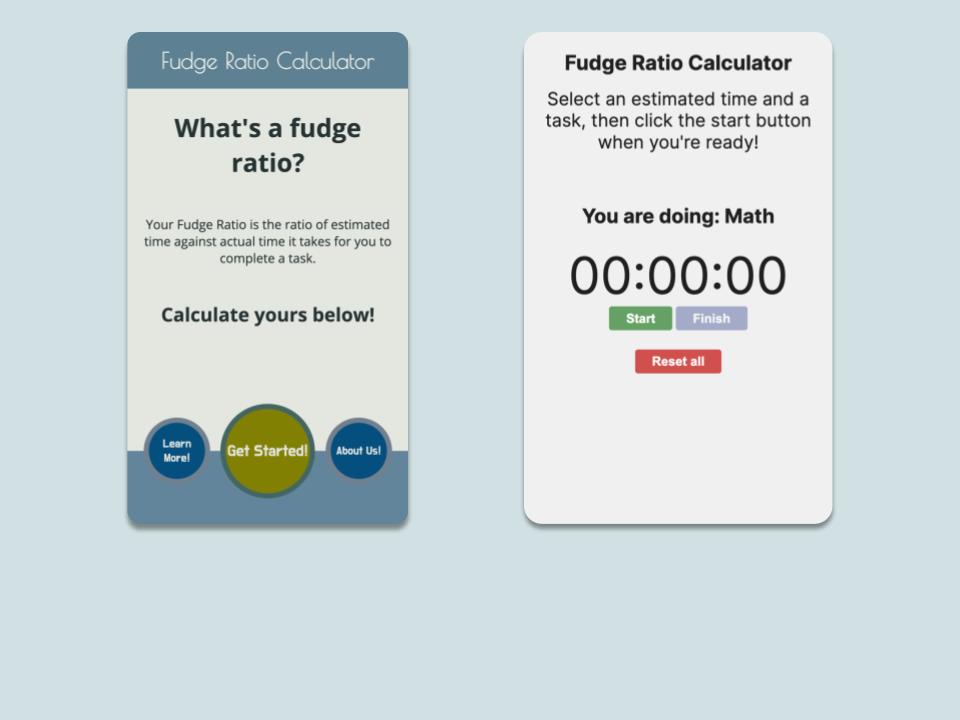 Fudge Ratio Calculator
What's a fudge
ratio?
Your Fudge Ratio is the ratio of estimated
time against actual time it takes for you to
complete a task.
Calculate yours below!
Learn
More!
Get Started!
About Us!
Fudge Ratio Calculator
Select an estimated time and a
task, then click the start button
when you're ready!
You are doing: Math
00:00:00
Start
Finish
Reset all